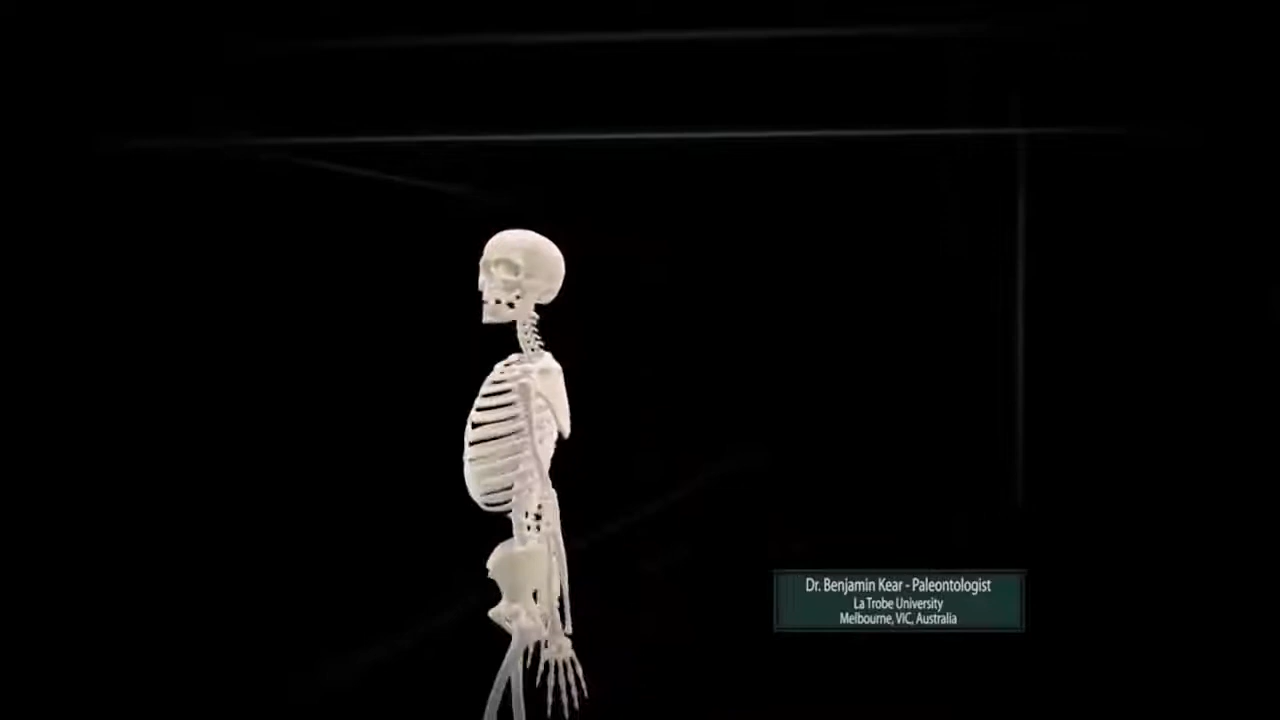 Dr. Benjamin Kear - Paleontologist
La Trobe University
Melbourne, VIC, Australia